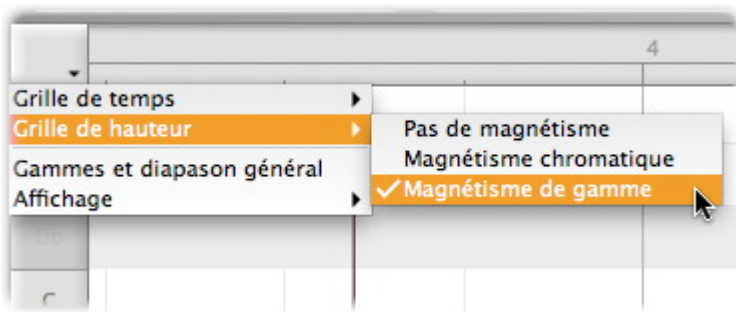 4
Grille de temps
Grille de hauteur
Pas de magnétisme
Magnétisme chromatique
Magnétisme de gamme
Gammes et diapason général
Affichage
C